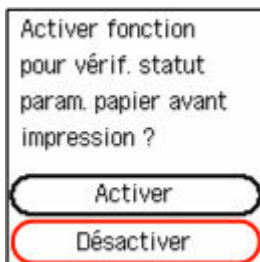 Activer fonction
pour vérif. statut
param. papier avant
impression ?
Activer
Désactiver